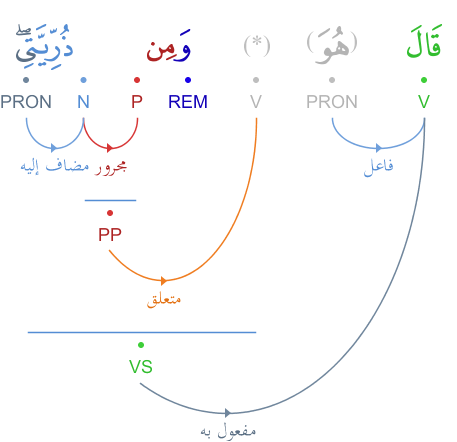 قَالَ (هُوَ) (*) وَمِن ذُرِّيَّتِىۖ
V PRON V REM P N PRON
فاعل
مجرور مضاف إليه
PP
متعلق
VS
مفعول به